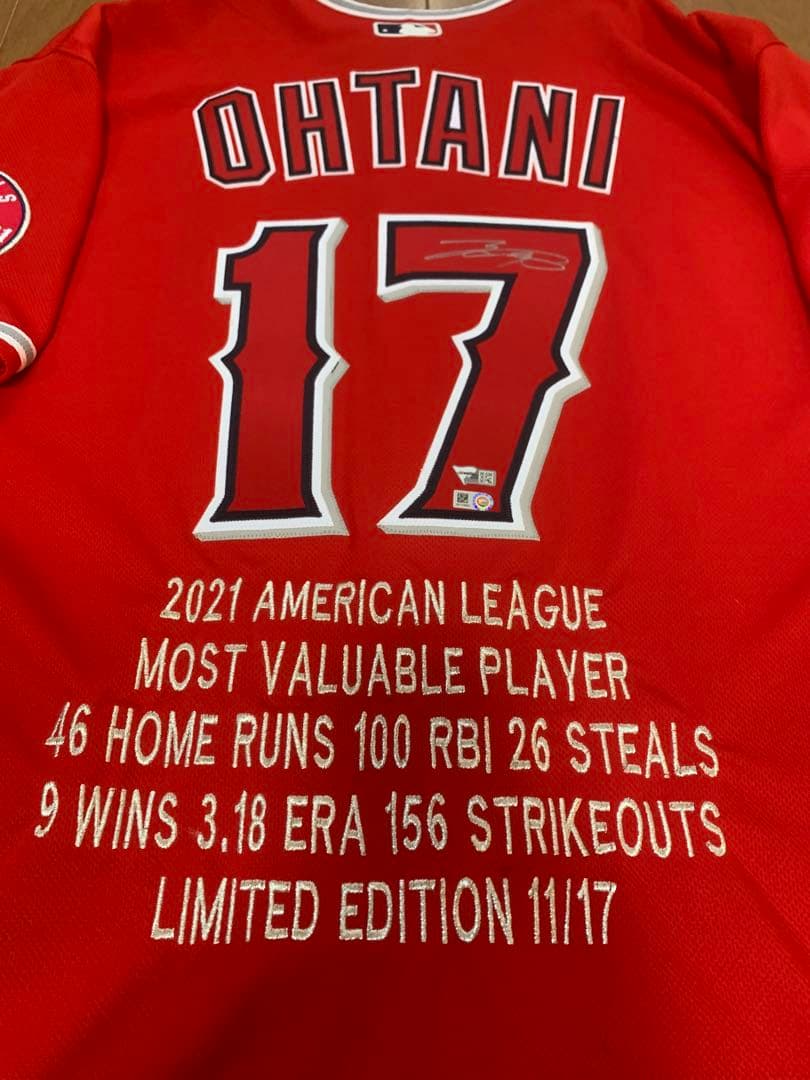 OHTANI
17
2021 AMERICAN LEAGUE
MOST VALUABLE PLAYER
46 HOME RUNS 100 RBI 26 STEALS
9 WINS 3.18 ERA 156 STRIKEOUTS
LIMITED EDITION 11/17